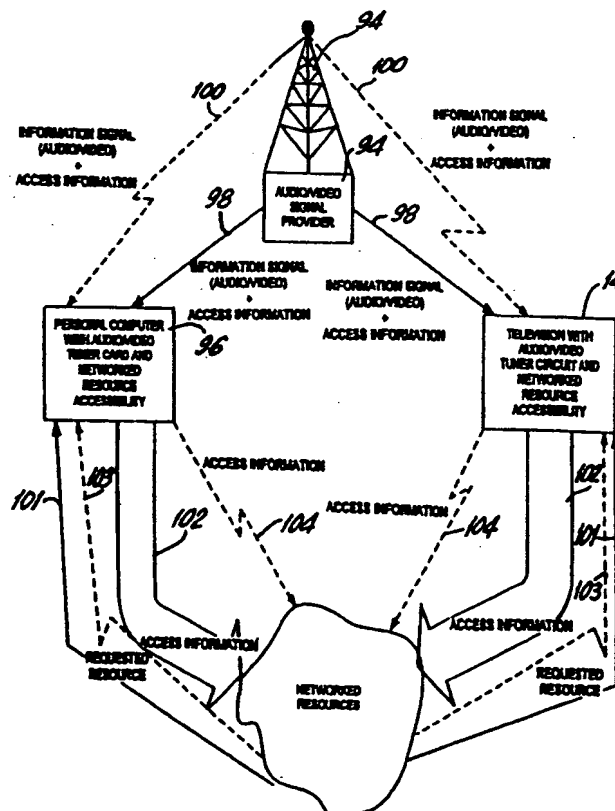 94
100
100
INFORMATION SIGNAL
(AUDIO/VIDEO)
+
ACCESS INFORMATION
INFORMATION SIGNAL
(AUDIO/VIDEO)
+
ACCESS INFORMATION
94
AUDIO/VIDEO
SIGNAL
PROVIDER
98
98
INFORMATION SIGNAL
(AUDIO/VIDEO)
+
ACCESS INFORMATION
INFORMATION SIGNAL
(AUDIO/VIDEO)
+
ACCESS INFORMATION
PERSONAL COMPUTER
WITH AUDIO/VIDEO
TUNER CARD AND
NETWORKED
RESOURCE
ACCESSIBILITY
96
TELEVISION WITH
AUDIO/VIDEO
TUNER CIRCUIT AND
NETWORKED
RESOURCE
ACCESSIBILITY
101
103
102
ACCESS INFORMATION
104
ACCESS INFORMATION
104
102
101
103
ACCESS INFORMATION
REQUESTED
RESOURCE
NETWORKED
RESOURCES
ACCESS INFORMATION
REQUESTED
RESOURCE